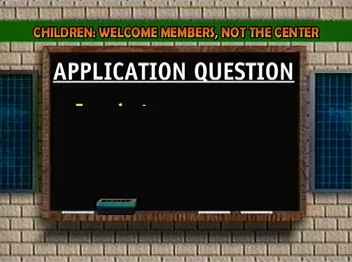 CHILDREN: WELCOME MEMBERS, NOT THE CENTER
APPLICATION QUESTION